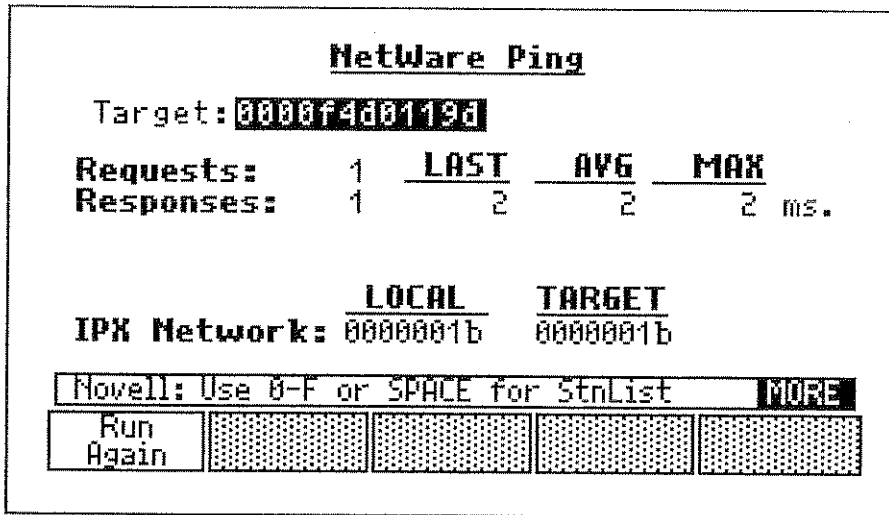 NetWare Ping
Target:0000f4d0119d
Requests: 1 LAST AVG MAX
Responses: 1 2 2 2 ms.
LOCAL TARGET
IPX Network: 0000001b 0000001b
Novell: Use 0-F or SPACE for StnList MORE
Run
Again